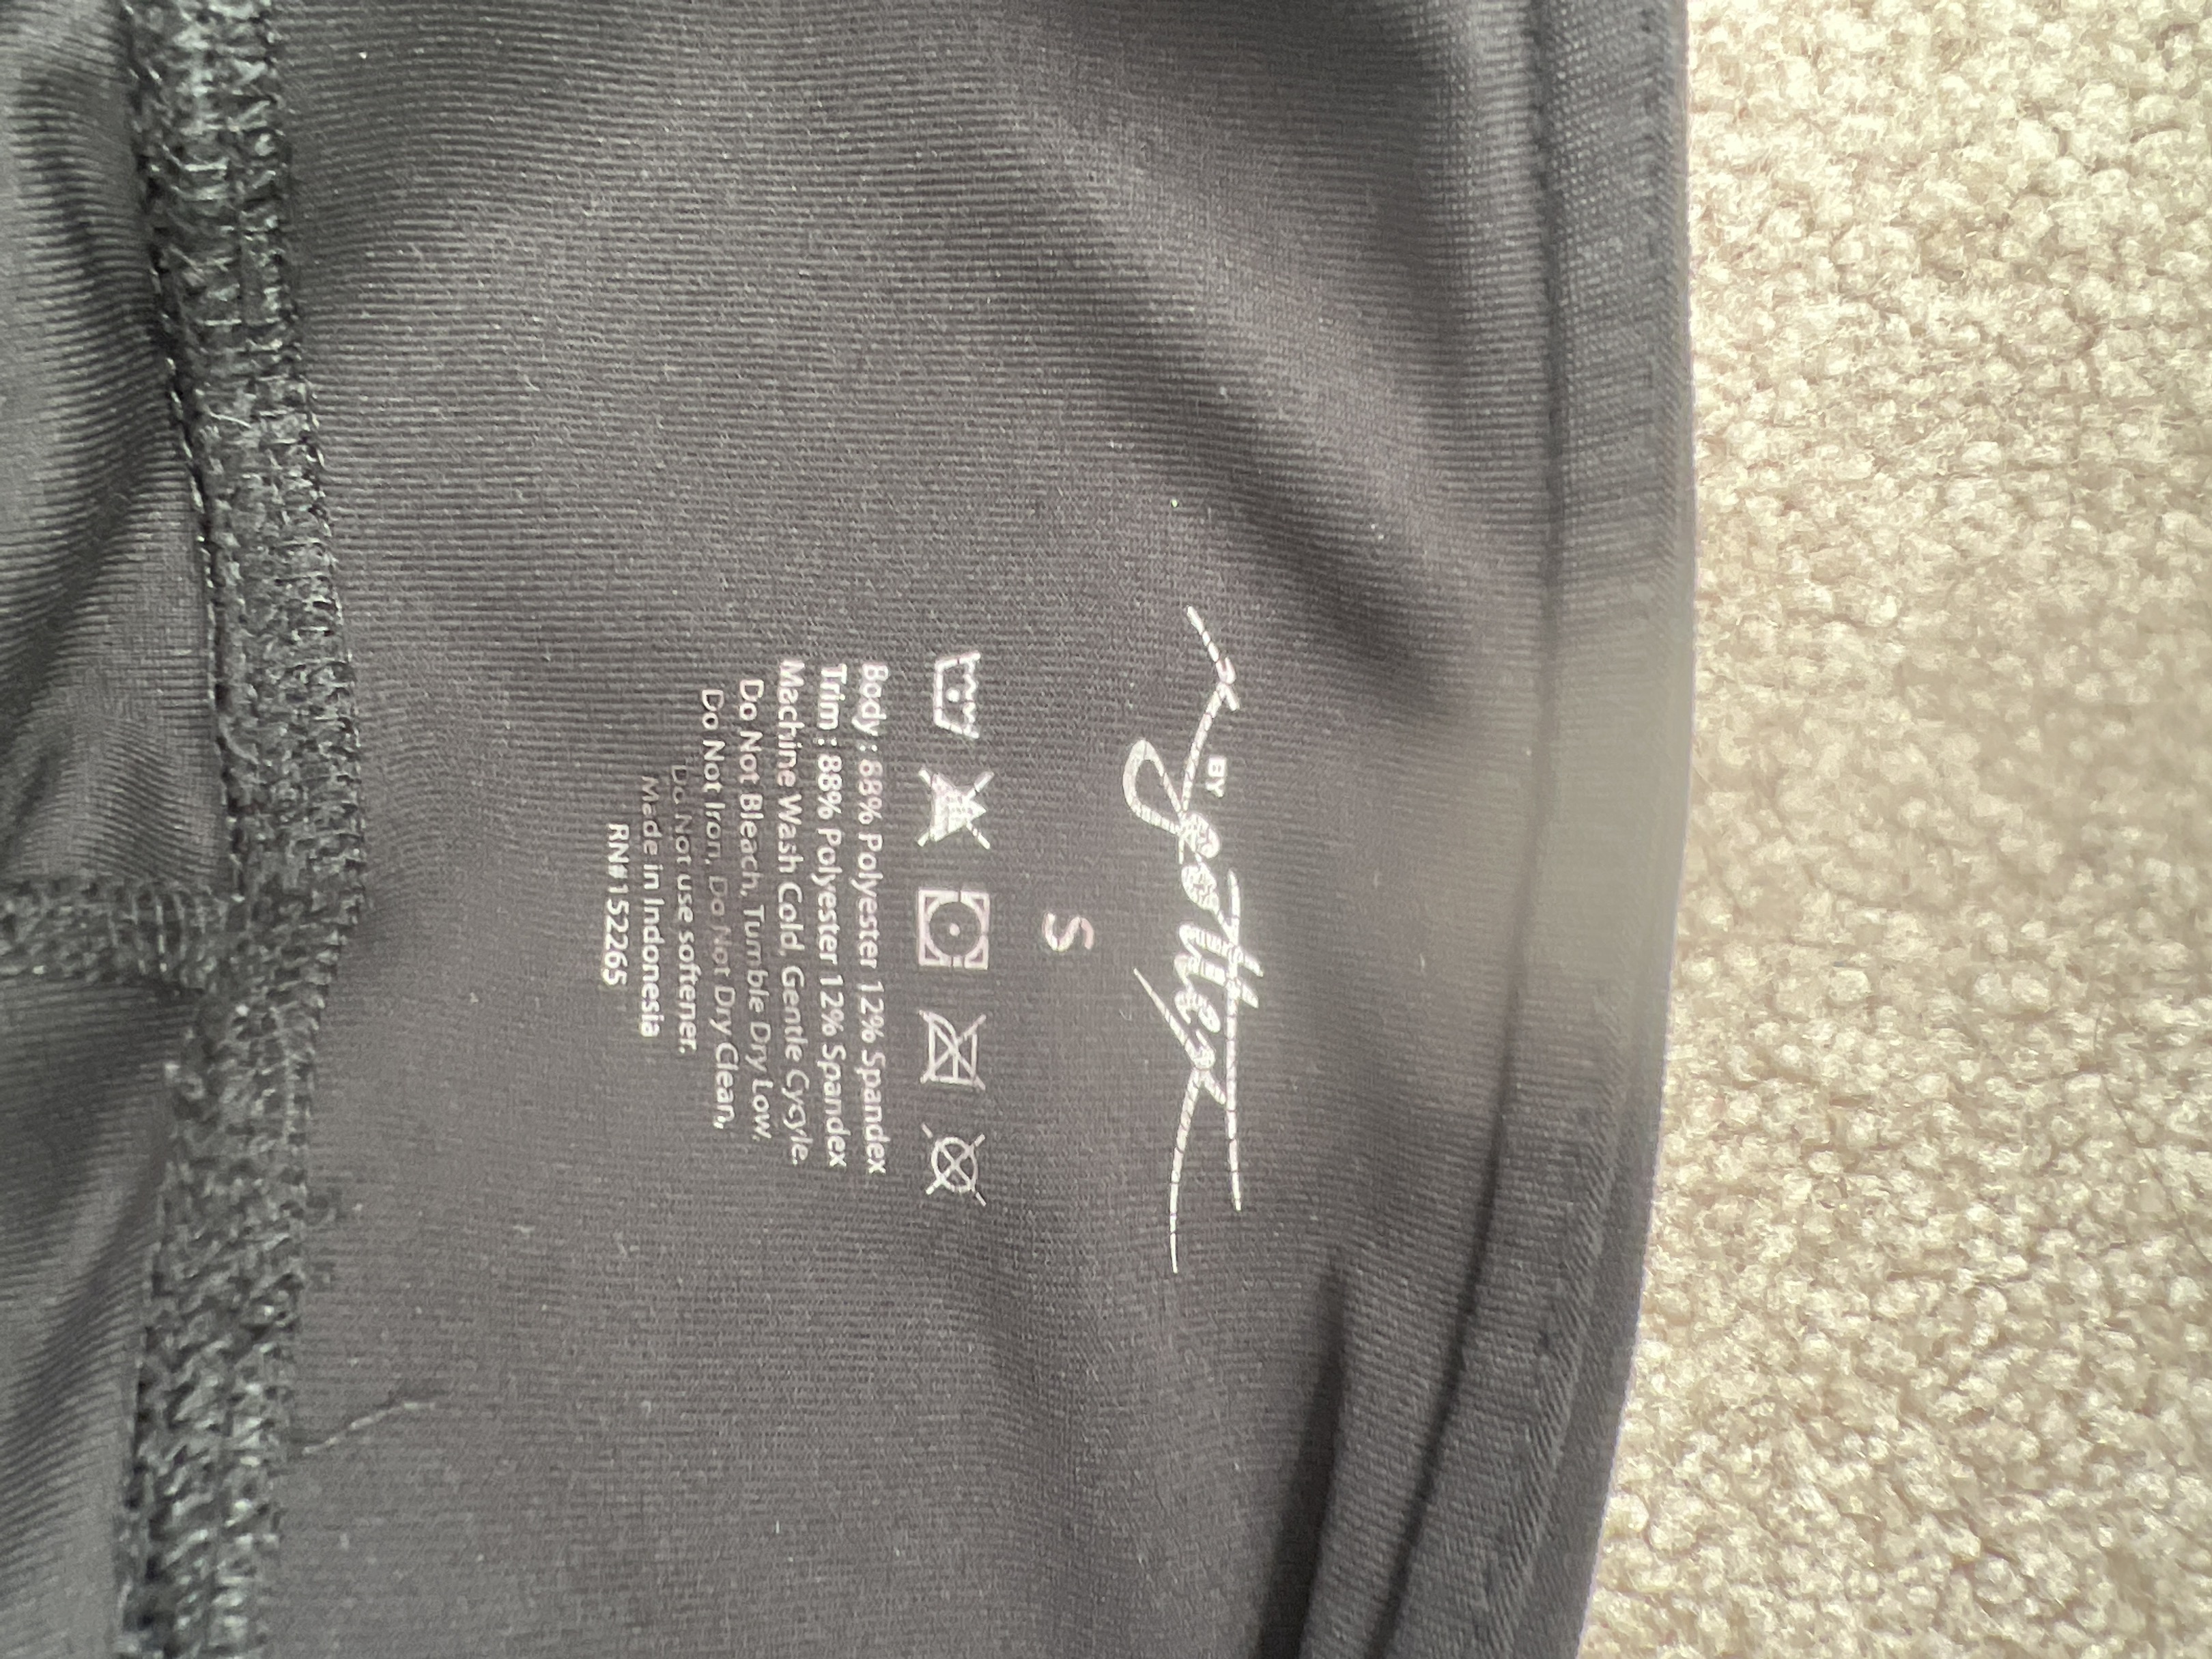 X BY Gottex
S
Body : 88% Polyester 12% Spandex
Trim : 88% Polyester 12% Spandex
Machine Wash Cold, Gentle Cycyle.
Do Not Bleach, Tumble Dry Low.
Do Not Iron, Do Not Dry Clean,
Do Not use softener.
Made in Indonesia
RN#152265